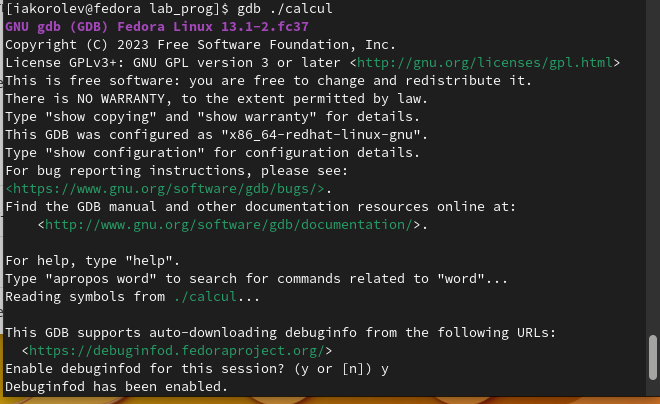 [iakorolev@fedora lab_prog]$ gdb ./calcul
GNU gdb (GDB) Fedora Linux 13.1-2.fc37
Copyright (C) 2023 Free Software Foundation, Inc.
License GPLv3+: GNU GPL version 3 or later <http://gnu.org/licenses/gpl.html>
This is free software: you are free to change and redistribute it.
There is NO WARRANTY, to the extent permitted by law.
Type "show copying" and "show warranty" for details.
This GDB was configured as "x86_64-redhat-linux-gnu".
Type "show configuration" for configuration details.
For bug reporting instructions, please see:
<https://www.gnu.org/software/gdb/bugs/>.
Find the GDB manual and other documentation resources online at:
    <http://www.gnu.org/software/gdb/documentation/>.

For help, type "help".
Type "apropos word" to search for commands related to "word"...
Reading symbols from ./calcul...

This GDB supports auto-downloading debuginfo from the following URLs:
  <https://debuginfod.fedoraproject.org/>
Enable debuginfod for this session? (y or [n]) y
Debuginfod has been enabled.